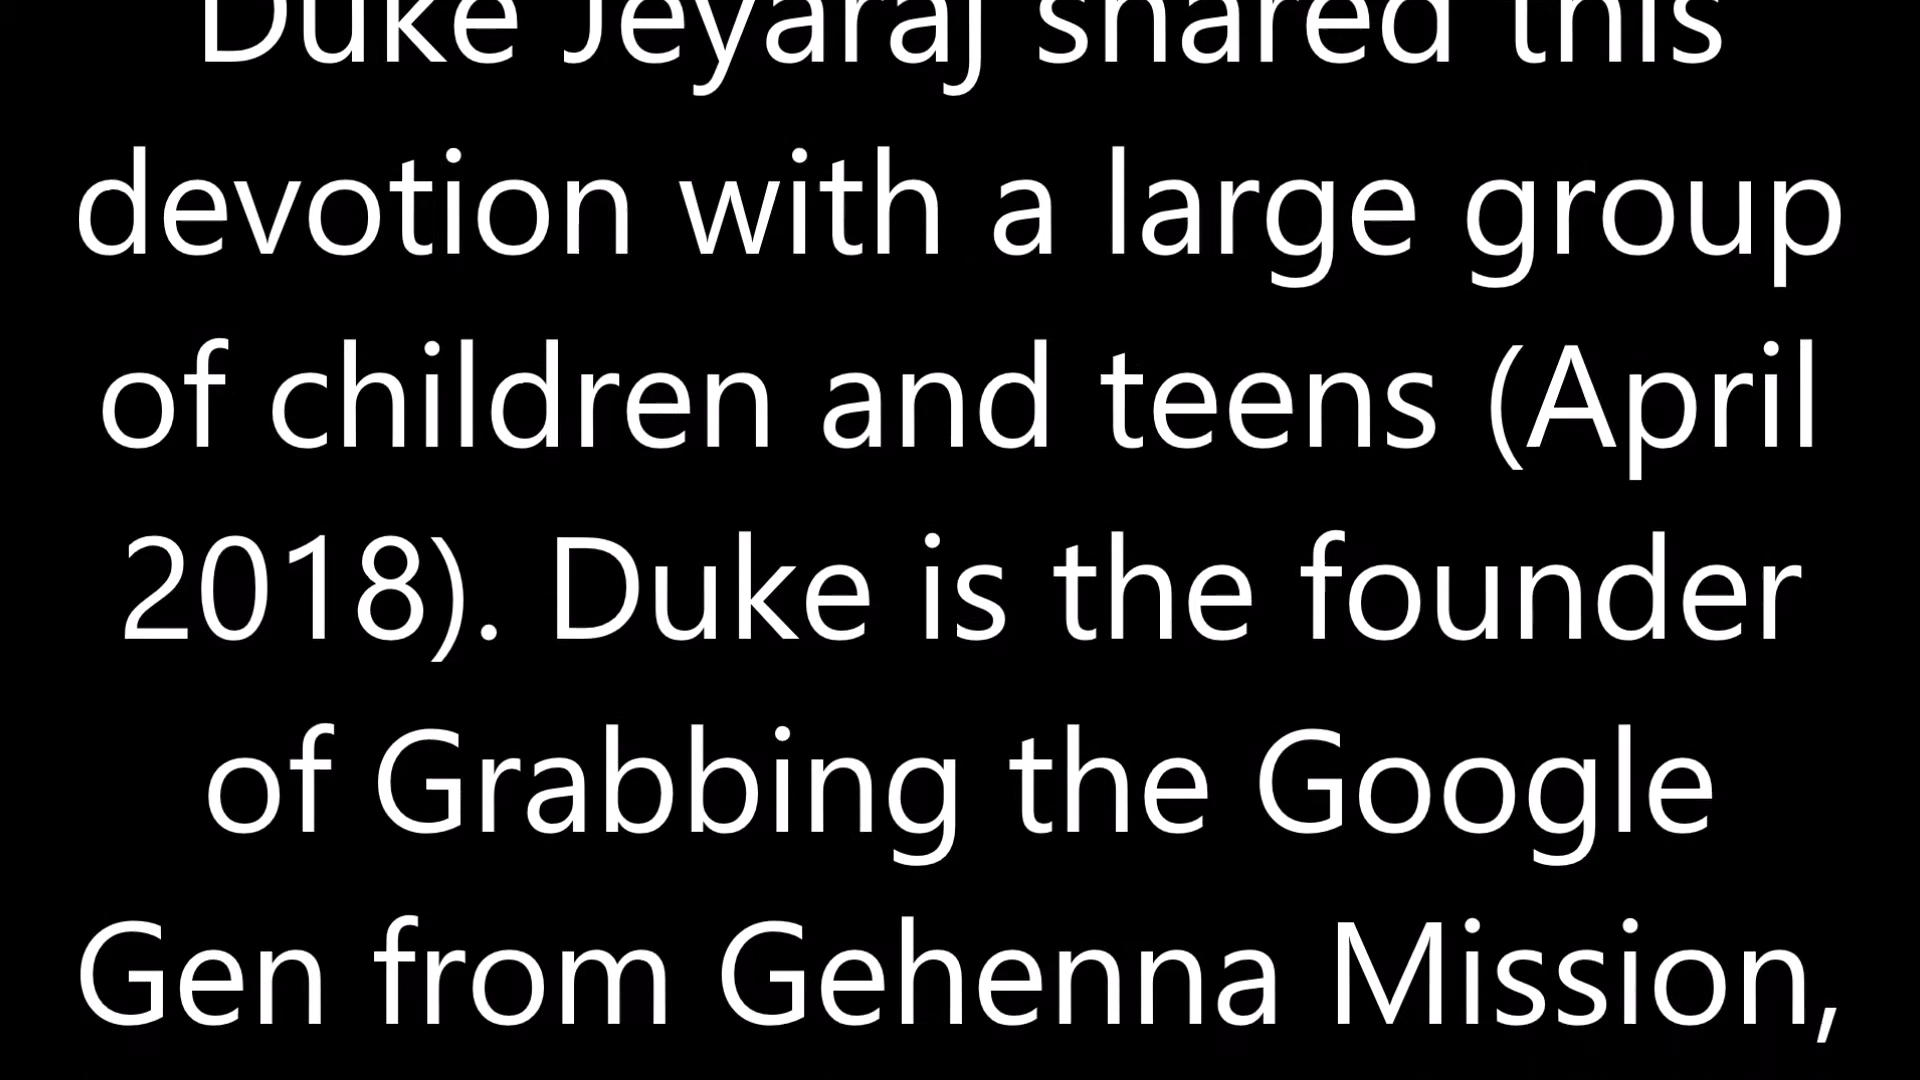 Duke Jeyaraj shared this
devotion with a large group
of children and teens (April
2018). Duke is the founder
of Grabbing the Google
Gen from Gehenna Mission,